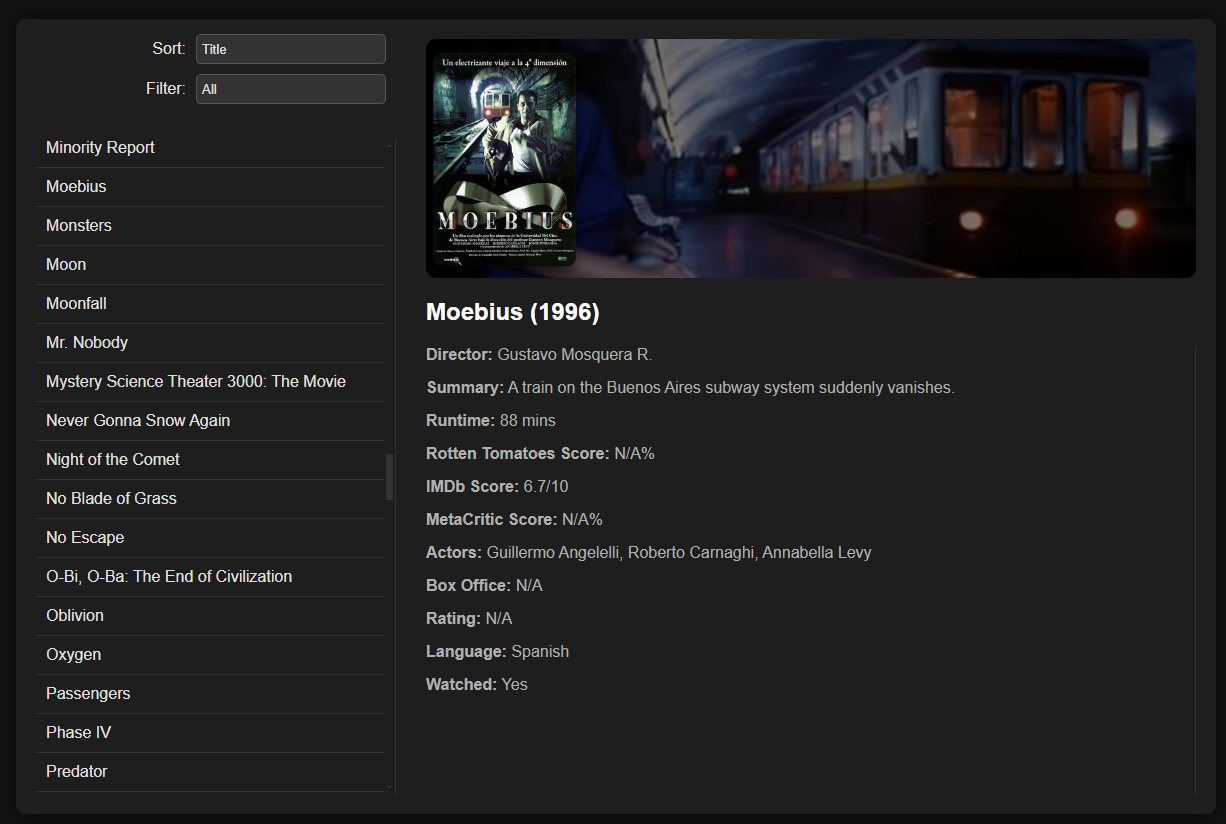 Sort: Title
Filter: All
Minority Report
Moebius
Monsters
Moon
Moonfall
Mr. Nobody
Mystery Science Theater 3000: The Movie
Never Gonna Snow Again
Night of the Comet
No Blade of Grass
No Escape
O-Bi, O-Ba: The End of Civilization
Oblivion
Oxygen
Passengers
Phase IV
Predator
Un electrizante viaje a la 4ª dimensión
MOEBIUS
Moebius (1996)
Director: Gustavo Mosquera R.
Summary: A train on the Buenos Aires subway system suddenly vanishes.
Runtime: 88 mins
Rotten Tomatoes Score: N/A%
IMDb Score: 6.7/10
MetaCritic Score: N/A%
Actors: Guillermo Angelelli, Roberto Carnaghi, Annabella Levy
Box Office: N/A
Rating: N/A
Language: Spanish
Watched: Yes